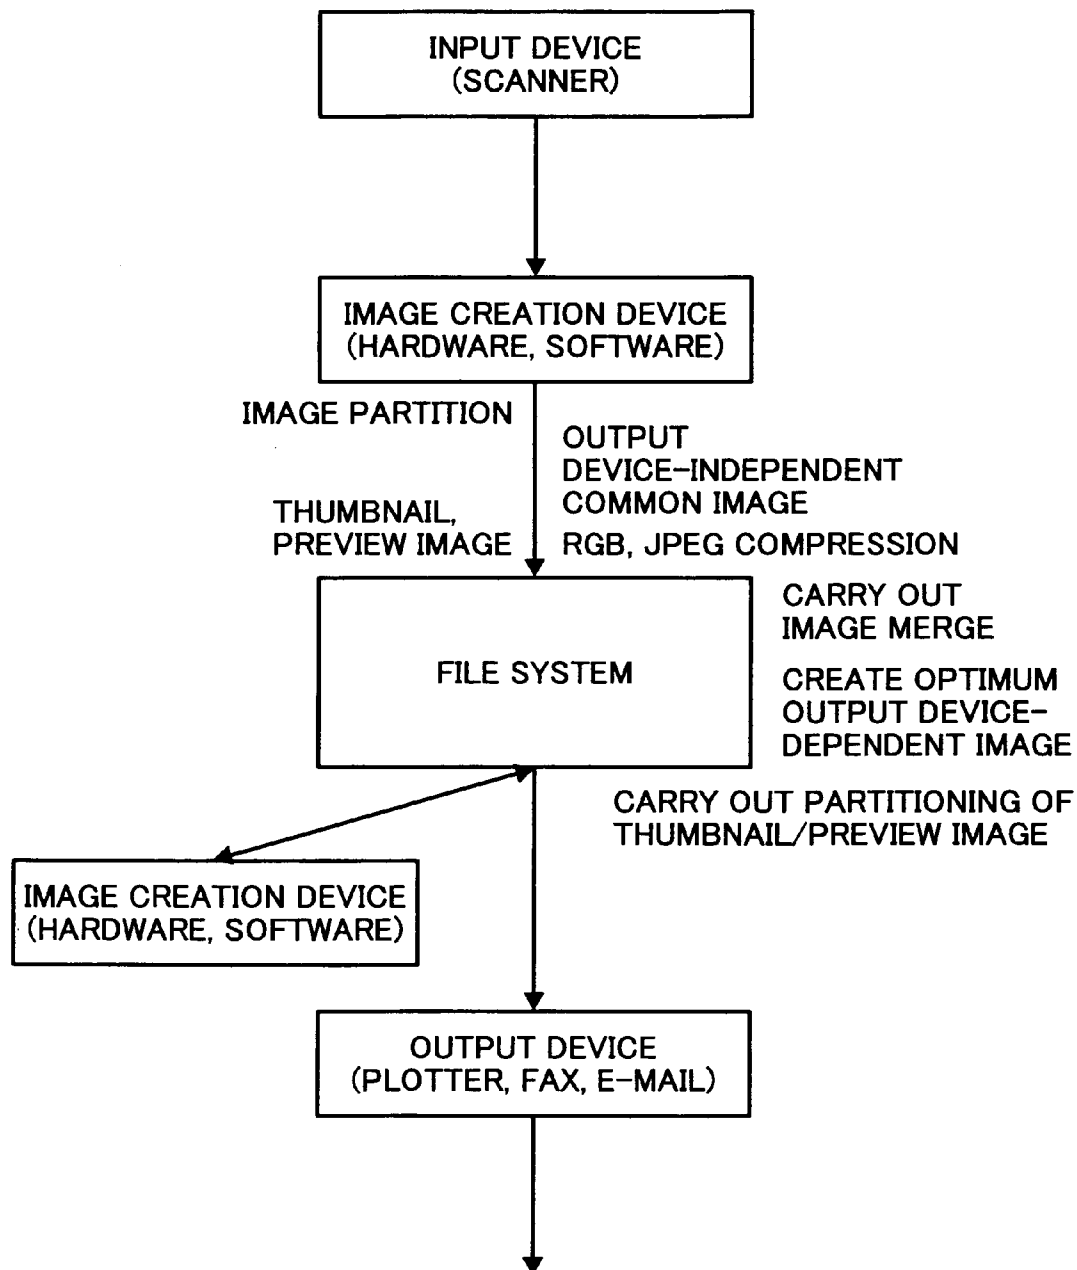 INPUT DEVICE
(SCANNER)
IMAGE CREATION DEVICE
(HARDWARE, SOFTWARE)
IMAGE PARTITION
OUTPUT
DEVICE-INDEPENDENT
COMMON IMAGE
THUMBNAIL,
PREVIEW IMAGE
RGB, JPEG COMPRESSION
FILE SYSTEM
CARRY OUT
IMAGE MERGE
CREATE OPTIMUM
OUTPUT DEVICE-
DEPENDENT IMAGE
CARRY OUT PARTITIONING OF
THUMBNAIL/PREVIEW IMAGE
IMAGE CREATION DEVICE
(HARDWARE, SOFTWARE)
OUTPUT DEVICE
(PLOTTER, FAX, E-MAIL)